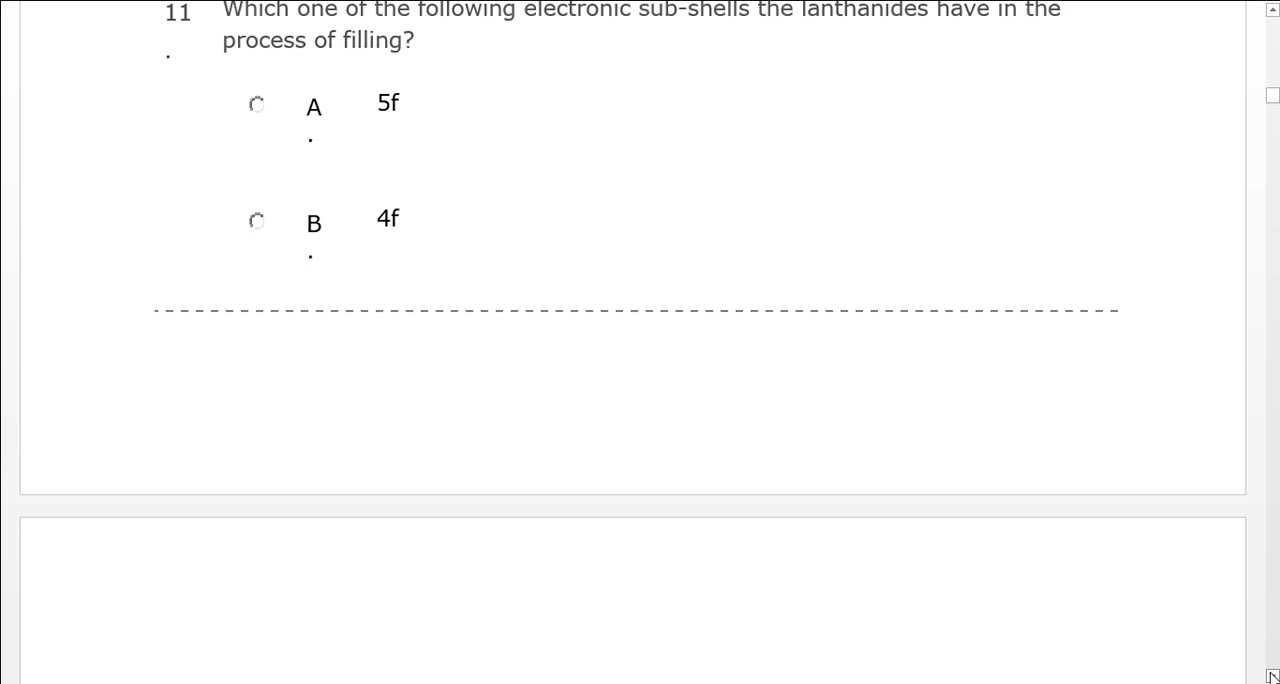 11 Which one of the following electronic sub-shells the lanthanides have in the
. process of filling?
A 5f
.
B 4f
.